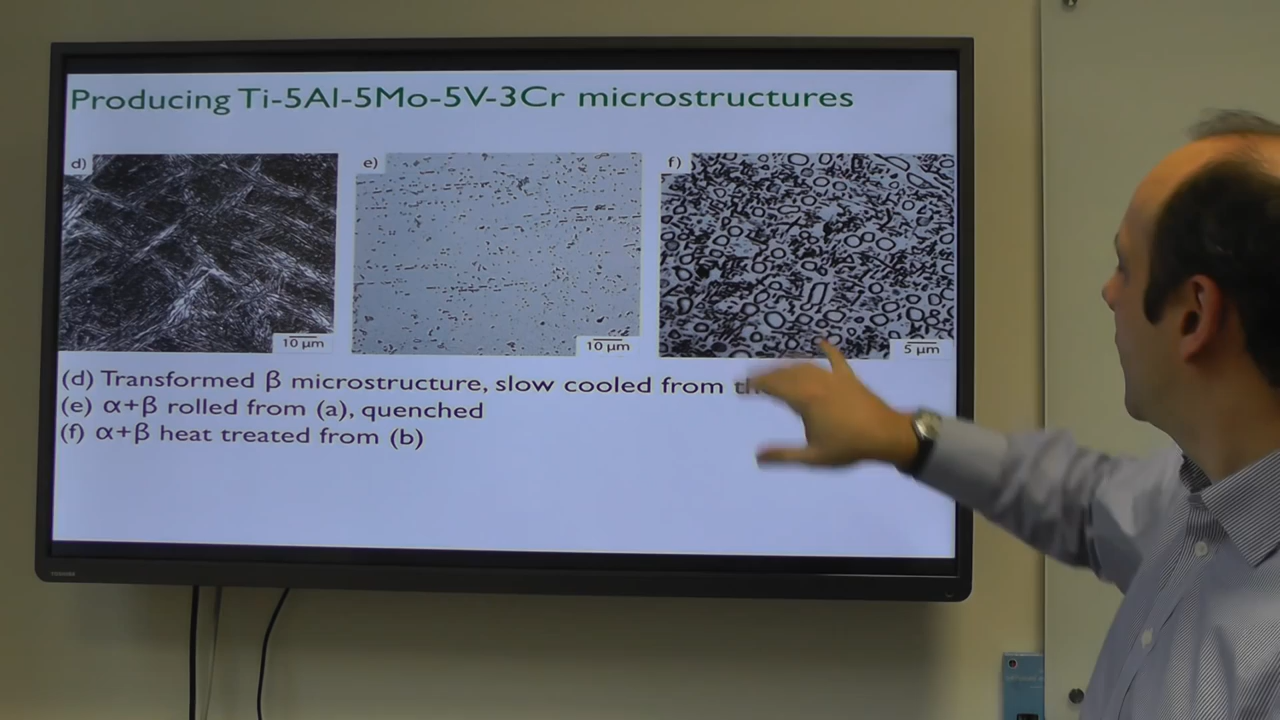 Producing Ti-5Al-5Mo-5V-3Cr microstructures
d) e) f)
10 μm 10 μm 5 μm
(d) Transformed β microstructure, slow cooled from
(e) α+β rolled from (a), quenched
(f) α+β heat treated from (b)
TOSHIBA